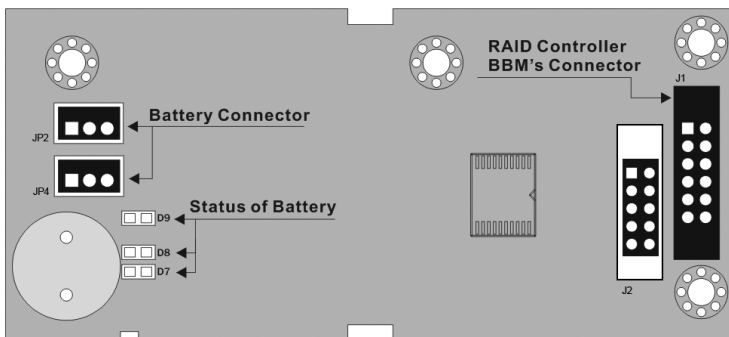 RAID Controller
BBM's Connector
J1
Battery Connector
JP2
JP4
Status of Battery
D9
D8
D7
J2